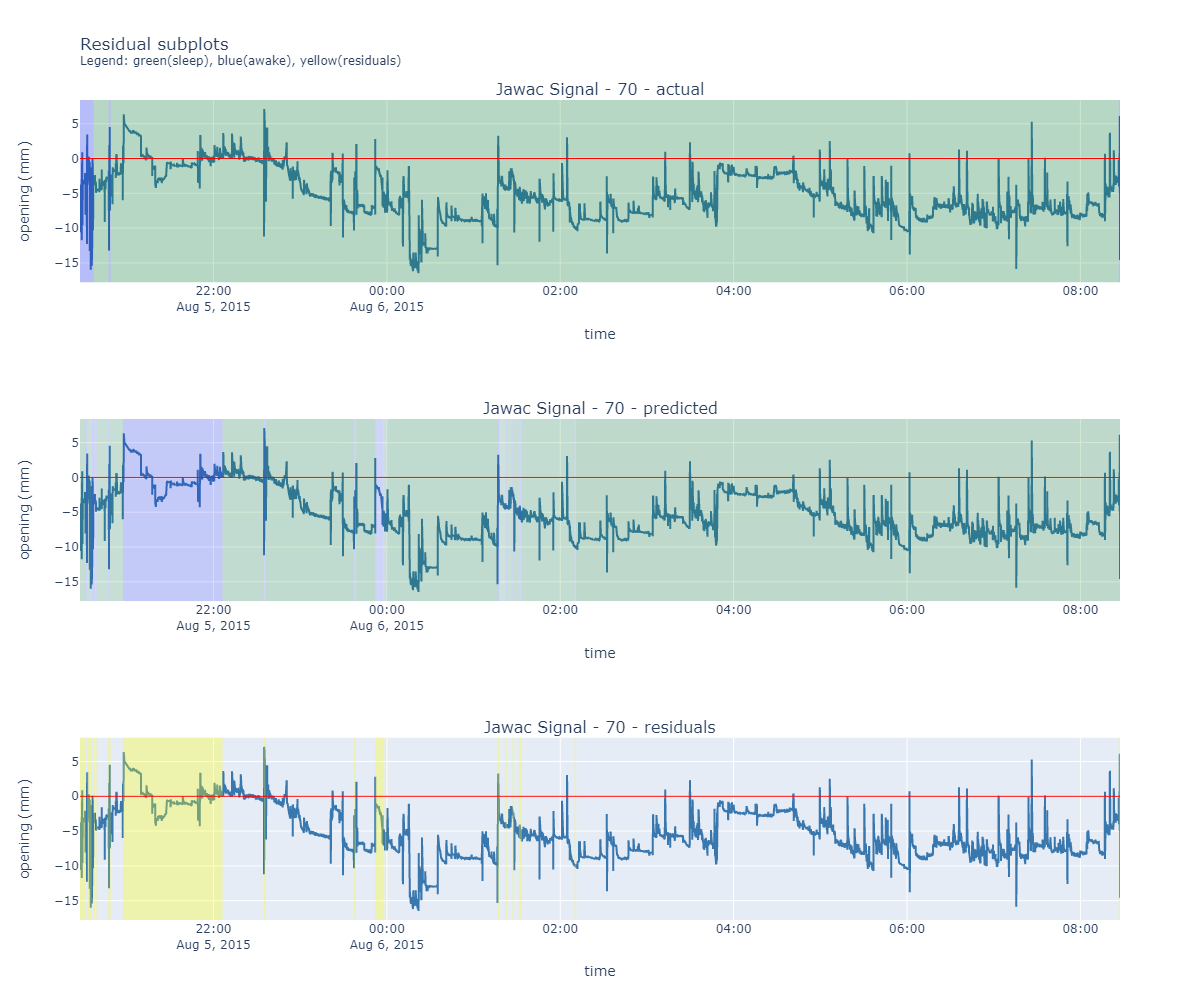 Residual subplots
Legend: green(sleep), blue(awake), yellow(residuals)
Jawac Signal - 70 - actual
opening (mm)
5
0
−5
−10
−15
22:00 00:00 02:00 04:00 06:00 08:00
Aug 5, 2015 Aug 6, 2015
time
Jawac Signal - 70 - predicted
opening (mm)
5
0
−5
−10
−15
22:00 00:00 02:00 04:00 06:00 08:00
Aug 5, 2015 Aug 6, 2015
time
Jawac Signal - 70 - residuals
opening (mm)
5
0
−5
−10
−15
22:00 00:00 02:00 04:00 06:00 08:00
Aug 5, 2015 Aug 6, 2015
time